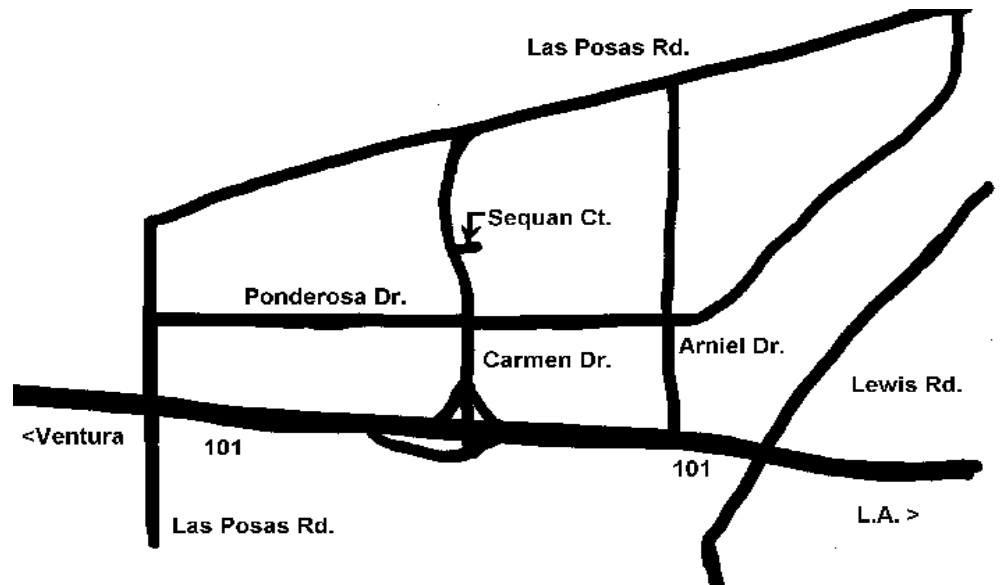 Las Posas Rd.
Sequan Ct.
Ponderosa Dr.
Carmen Dr.
Arniel Dr.
Lewis Rd.
<Ventura
101
101
L.A. >
Las Posas Rd.